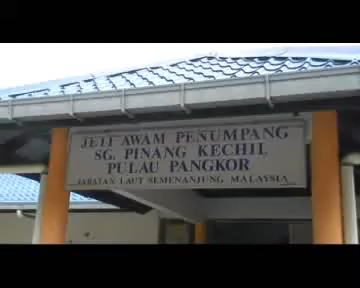 JETI AWAM PENUMPANG
SG. PINANG KECHIL
PULAU PANGKOR
JABATAN LAUT SEMENANJUNG MALAYSIA